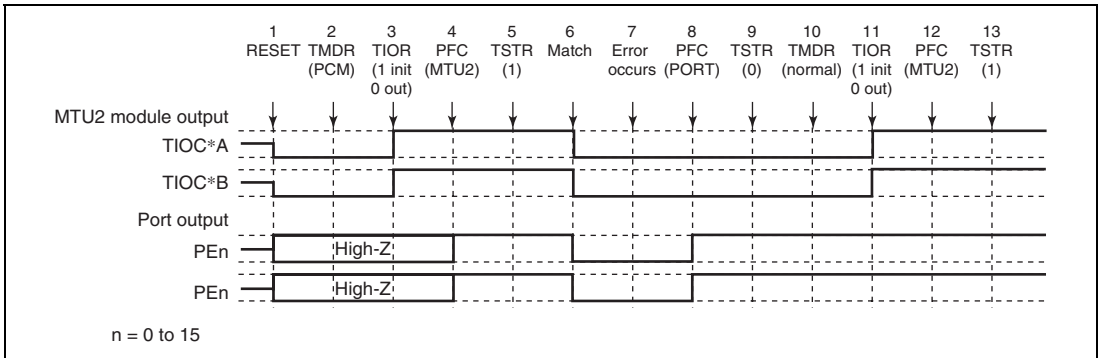 1 2 3 4 5 6 7 8 9 10 11 12 13
RESET TMDR TIOR PFC TSTR Match Error PFC TSTR TMDR TIOR PFC TSTR
(PCM) (1 init (MTU2) (1) occurs (PORT) (0) (normal) (1 init (MTU2) (1)
0 out) 0 out)
MTU2 module output
TIOC*A
TIOC*B
Port output
PEn High-Z
PEn High-Z
n = 0 to 15